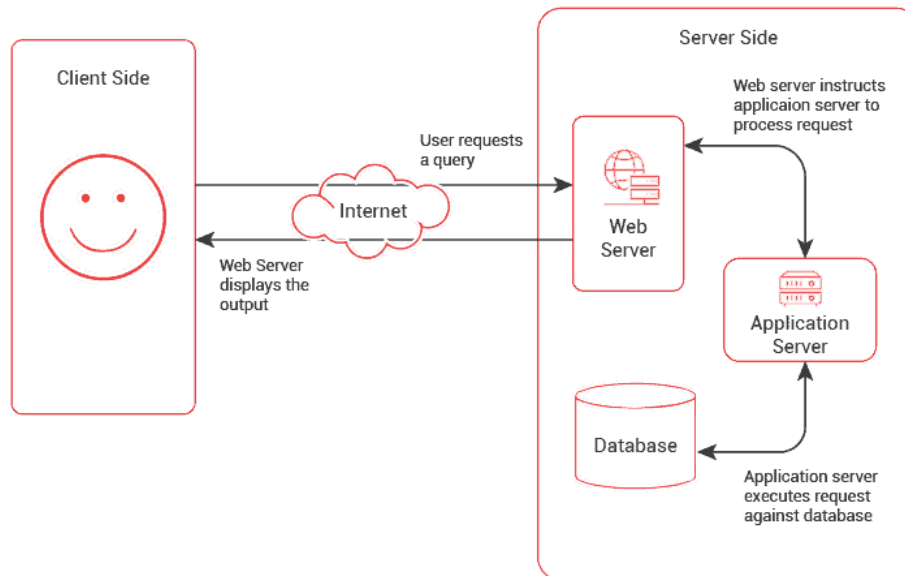 Client Side
User requests
a query
Internet
Web Server
displays the
output
Server Side
Web server instructs
applicaion server to
process request
Web
Server
Application
Server
Database
Application server
executes request
against database